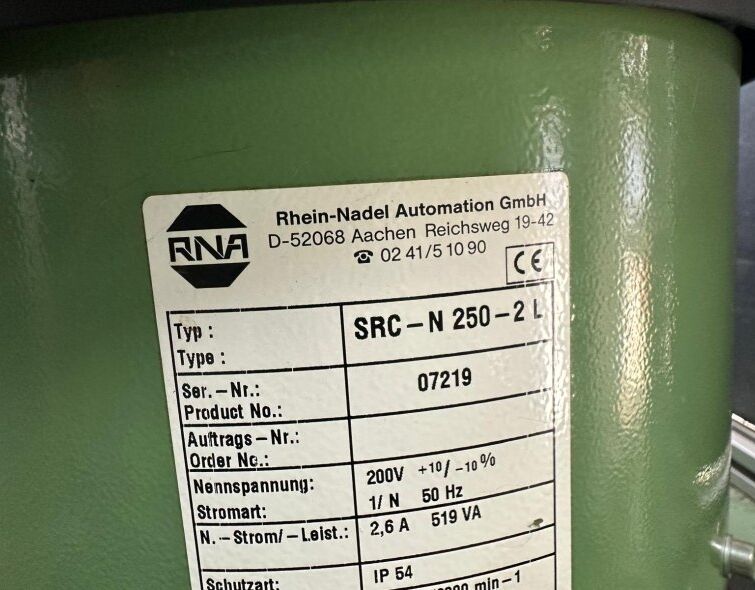 RNA
Rhein-Nadel Automation GmbH
D-52068 Aachen Reichsweg 19-42
☎ 02 41/5 10 90
CE
Typ :
Type :
SRC-N 250-2 L
Ser.-Nr.:
Product No.:
07219
Auftrags-Nr.:
Order No.:
Nennspannung:
200V +10/-10%
Stromart:
1/ N 50 Hz
N.-Strom/-Leist.:
2,6 A 519 VA
Schutzart:
IP 54
min-1